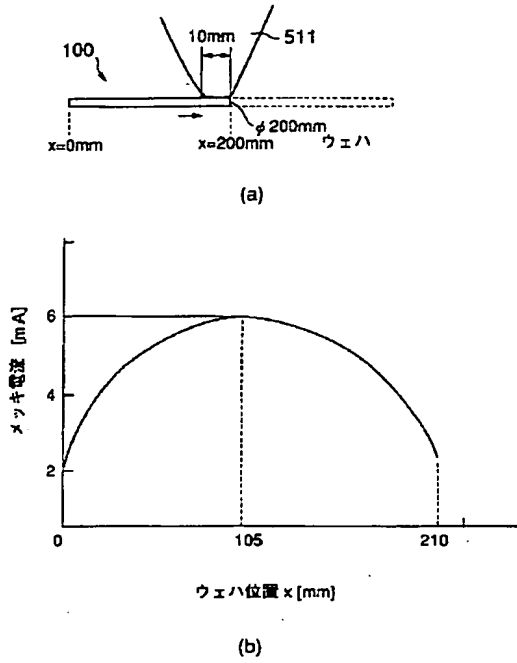 10mm
511
100
φ200mm
x=0mm
x=200mm
ウェハ
(a)
メッキ電流 [mA]
6
4
2
0
105
210
ウェハ位置 x [mm]
(b)